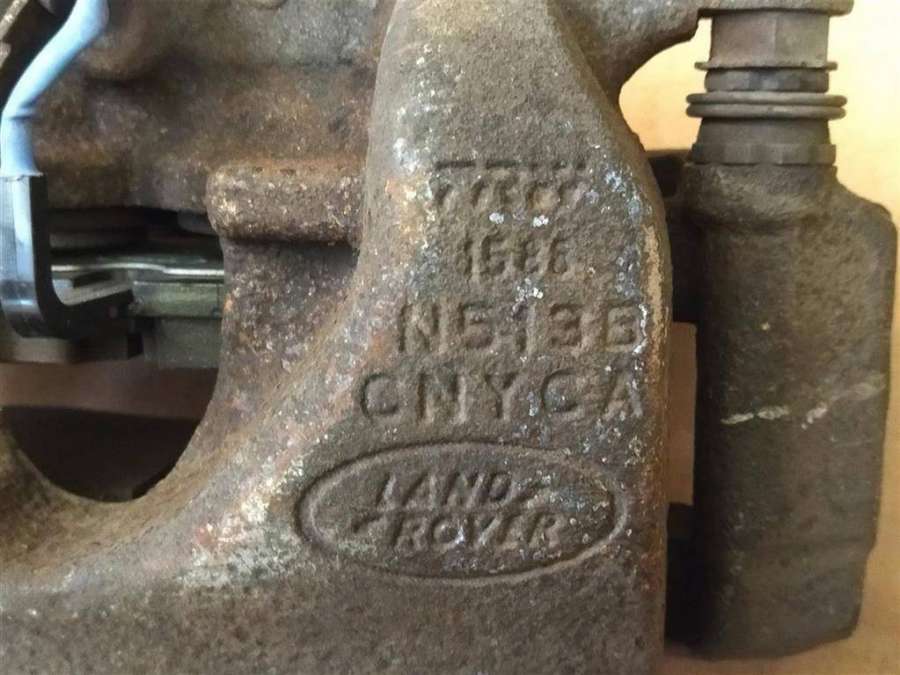 TRW
N513B
CNYCA
LAND
ROVER